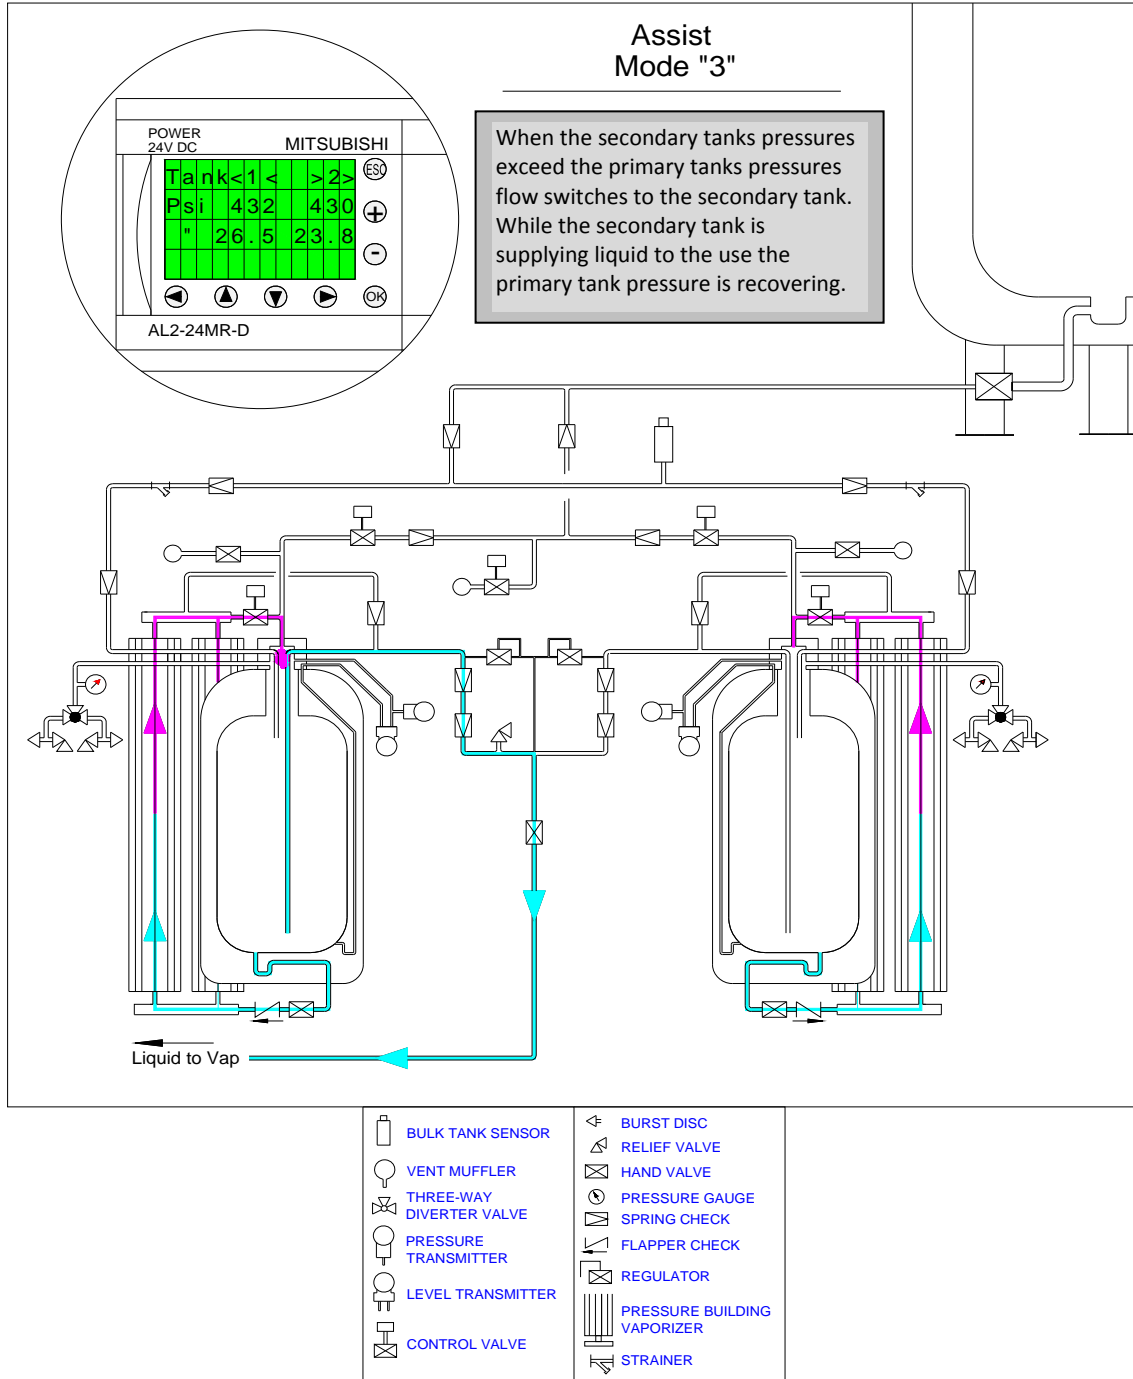 Assist
Mode "3"
When the secondary tanks pressures
exceed the primary tanks pressures
flow switches to the secondary tank.
While the secondary tank is
supplying liquid to the use the
primary tank pressure is recovering.
POWER
24V DC
MITSUBISHI
Tank<1< >2>
Psi 432 430
" 26.5 23.8
ESC
+
-
OK
AL2-24MR-D
Liquid to Vap
BULK TANK SENSOR
VENT MUFFLER
THREE-WAY
DIVERTER VALVE
PRESSURE
TRANSMITTER
LEVEL TRANSMITTER
CONTROL VALVE
BURST DISC
RELIEF VALVE
HAND VALVE
PRESSURE GAUGE
SPRING CHECK
FLAPPER CHECK
REGULATOR
PRESSURE BUILDING
VAPORIZER
STRAINER